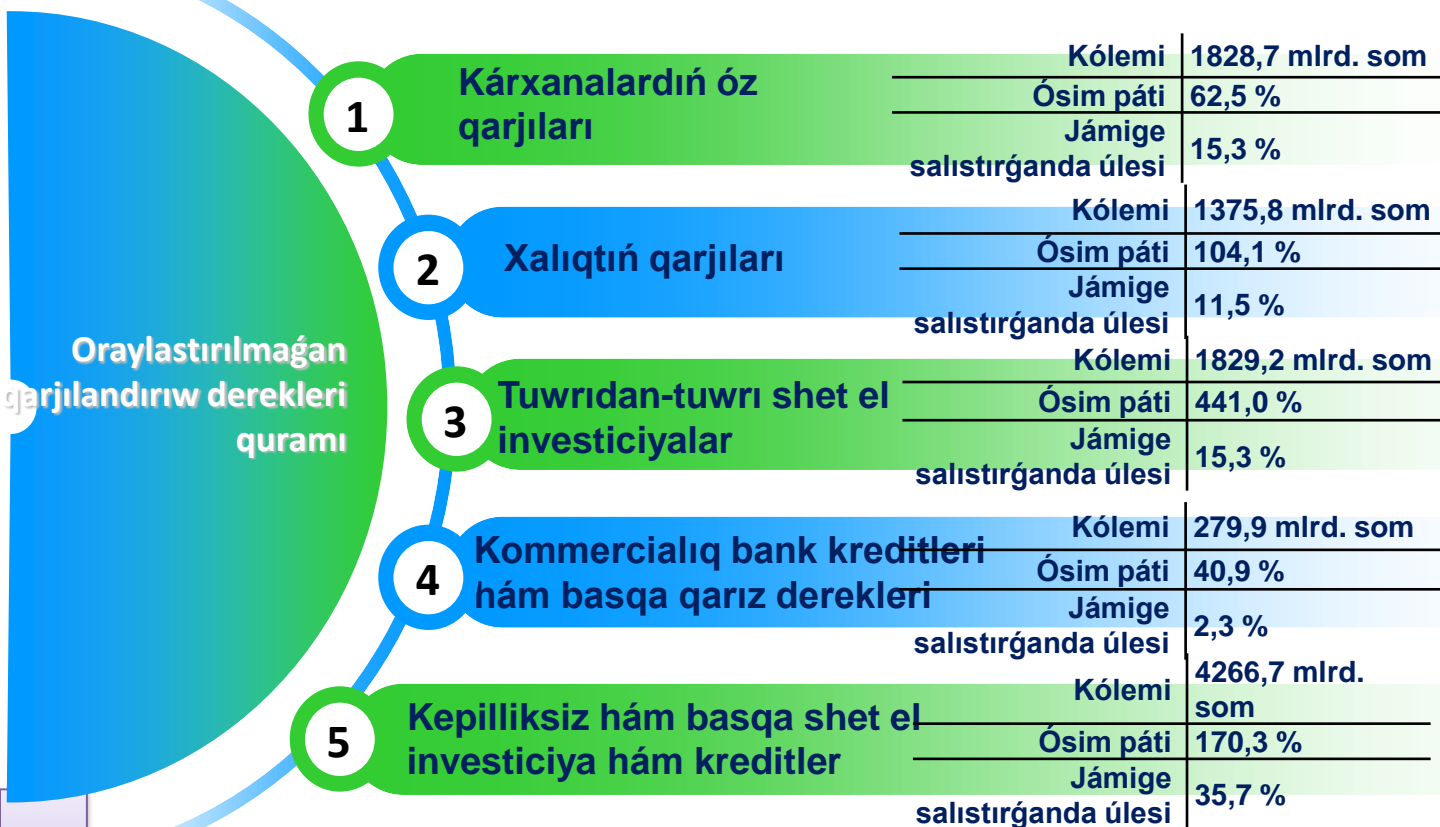 Oraylastırılmaǵan
qarjılandırıw derekleri
quramı
1
Kárxanalardıń óz
qarjıları
Kólemi 1828,7 mlrd. som
Ósim páti 62,5 %
Jámige
salıstırǵanda úlesi 15,3 %
2
Xalıqtıń qarjıları
Kólemi 1375,8 mlrd. som
Ósim páti 104,1 %
Jámige
salıstırǵanda úlesi 11,5 %
3
Tuwrıdan-tuwrı shet el
investiciyalar
Kólemi 1829,2 mlrd. som
Ósim páti 441,0 %
Jámige
salıstırǵanda úlesi 15,3 %
4
Kommercialıq bank kreditleri
hám basqa qarız derekleri
Kólemi 279,9 mlrd. som
Ósim páti 40,9 %
Jámige
salıstırǵanda úlesi 2,3 %
5
Kepilliksiz hám basqa shet el
investiciya hám kreditler
Kólemi 4266,7 mlrd.
som
Ósim páti 170,3 %
Jámige
salıstırǵanda úlesi 35,7 %